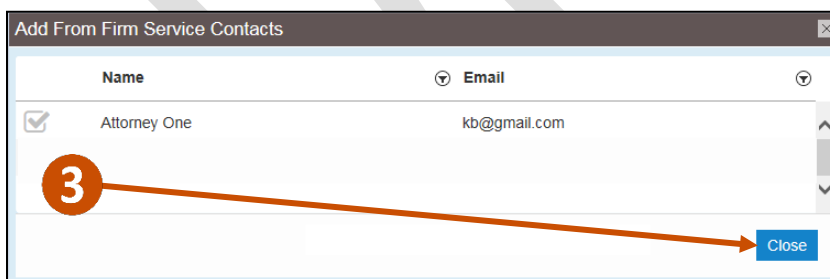 Add From Firm Service Contacts
Name Email
Attorney One kb@gmail.com
3
Close